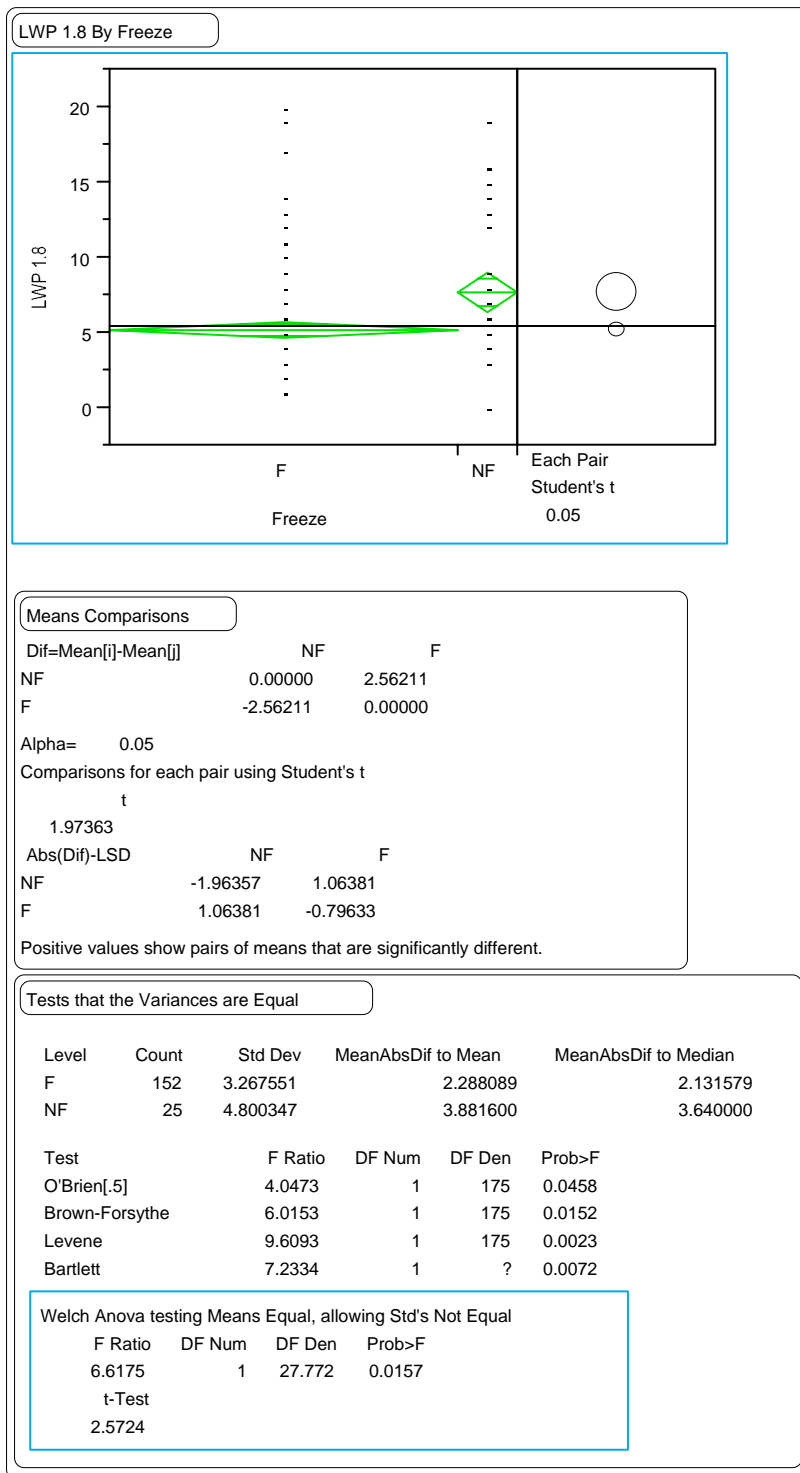 LWP 1.8 By Freeze
20
15
10
5
0
LWP 1.8
F
NF
Freeze
Each Pair
Student's t
0.05
Means Comparisons
Dif=Mean[i]-Mean[j] NF F
NF 0.00000 2.56211
F -2.56211 0.00000
Alpha= 0.05
Comparisons for each pair using Student's t
t
1.97363
Abs(Dif)-LSD NF F
NF -1.96357 1.06381
F 1.06381 -0.79633
Positive values show pairs of means that are significantly different.
Tests that the Variances are Equal
Level Count Std Dev MeanAbsDif to Mean MeanAbsDif to Median
F 152 3.267551 2.288089 2.131579
NF 25 4.800347 3.881600 3.640000
Test F Ratio DF Num DF Den Prob>F
O'Brien[.5] 4.0473 1 175 0.0458
Brown-Forsythe 6.0153 1 175 0.0152
Levene 9.6093 1 175 0.0023
Bartlett 7.2334 1 ? 0.0072
Welch Anova testing Means Equal, allowing Std's Not Equal
F Ratio DF Num DF Den Prob>F
6.6175 1 27.772 0.0157
t-Test
2.5724